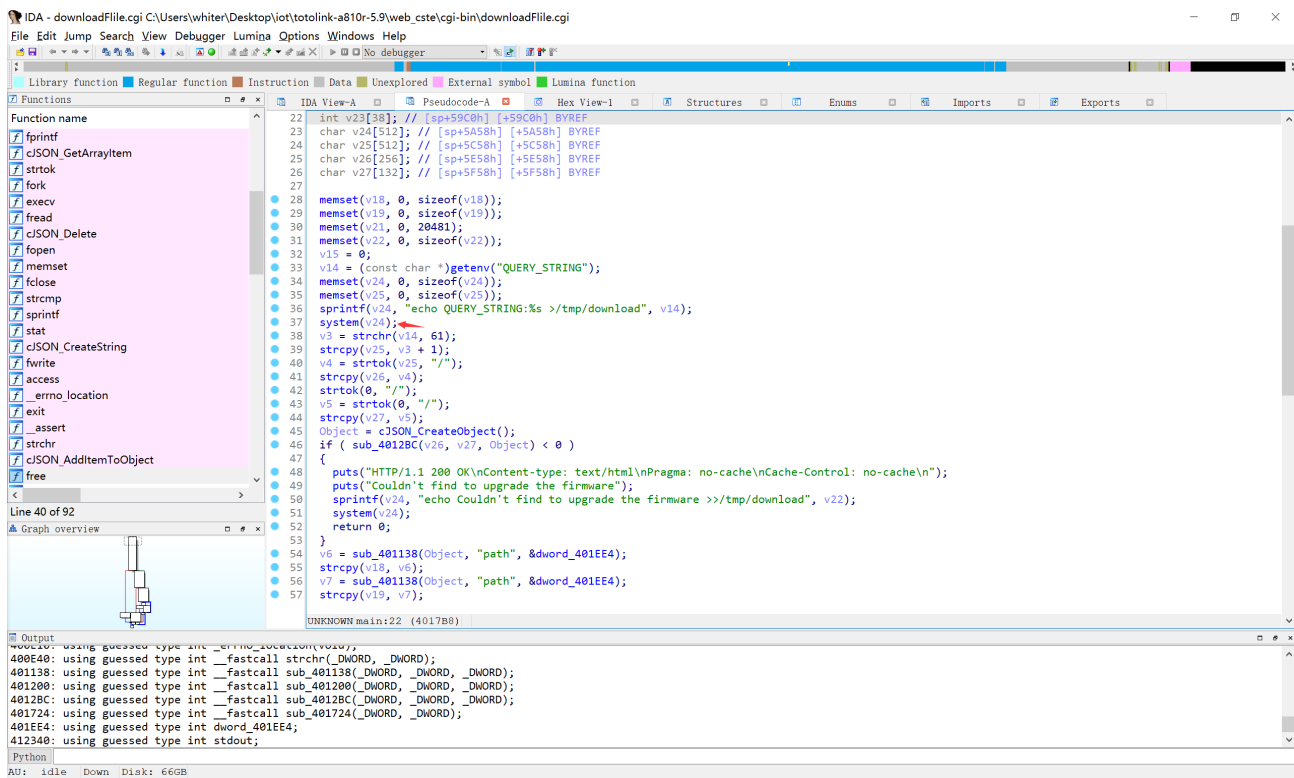 IDA - downloadFlile.cgi C:\Users\whiter\Desktop\iot\totolink-a810r-5.9\web_cste\cgi-bin\downloadFlile.cgi
File Edit Jump Search View Debugger Lumina Options Windows Help
No debugger
Library function Regular function Instruction Data Unexplored External symbol Lumina function
Functions
IDA View-A Pseudocode-A Hex View-1 Structures Enums Imports Exports
Function name
f fprintf
f cJSON_GetArrayItem
f strtok
f fork
f execv
f fread
f cJSON_Delete
f fopen
f memset
f fclose
f strcmp
f sprintf
f stat
f cJSON_CreateString
f fwrite
f access
f __errno_location
f exit
f __assert
f strchr
f cJSON_AddItemToObject
f free
Line 40 of 92
Graph overview
22 int v23[38]; // [sp+59C0h] [+59C0h] BYREF
23 char v24[512]; // [sp+5A58h] [+5A58h] BYREF
24 char v25[512]; // [sp+5C58h] [+5C58h] BYREF
25 char v26[256]; // [sp+5E58h] [+5E58h] BYREF
26 char v27[132]; // [sp+5F58h] [+5F58h] BYREF
27
28 memset(v18, 0, sizeof(v18));
29 memset(v19, 0, sizeof(v19));
30 memset(v21, 0, 20481);
31 memset(v22, 0, sizeof(v22));
32 v15 = 0;
33 v14 = (const char *)getenv("QUERY_STRING");
34 memset(v24, 0, sizeof(v24));
35 memset(v25, 0, sizeof(v25));
36 sprintf(v24, "echo QUERY_STRING:%s >/tmp/download", v14);
37 system(v24);
38 v3 = strchr(v14, 61);
39 strcpy(v25, v3 + 1);
40 v4 = strtok(v25, "/");
41 strcpy(v26, v4);
42 strtok(0, "/");
43 v5 = strtok(0, "/");
44 strcpy(v27, v5);
45 Object = cJSON_CreateObject();
46 if ( sub_4012BC(v26, v27, Object) < 0 )
47 {
48 puts("HTTP/1.1 200 OK\nContent-type: text/html\nPragma: no-cache\nCache-Control: no-cache\n");
49 puts("Couldn't find to upgrade the firmware");
50 sprintf(v24, "echo Couldn't find to upgrade the firmware >>/tmp/download", v22);
51 system(v24);
52 return 0;
53 }
54 v6 = sub_401138(Object, "path", &dword_401EE4);
55 strcpy(v18, v6);
56 v7 = sub_401138(Object, "path", &dword_401EE4);
57 strcpy(v19, v7);
UNKNOWN main:22 (4017B8)
Output
400E10: using guessed type int _errno_location(void);
400E40: using guessed type int __fastcall strchr(_DWORD, _DWORD);
401138: using guessed type int __fastcall sub_401138(_DWORD, _DWORD, _DWORD);
401200: using guessed type int __fastcall sub_401200(_DWORD, _DWORD, _DWORD);
4012BC: using guessed type int __fastcall sub_4012BC(_DWORD, _DWORD, _DWORD);
401724: using guessed type int __fastcall sub_401724(_DWORD, _DWORD);
401EE4: using guessed type int dword_401EE4;
412340: using guessed type int stdout;
Python
AU: idle Down Disk: 66GB